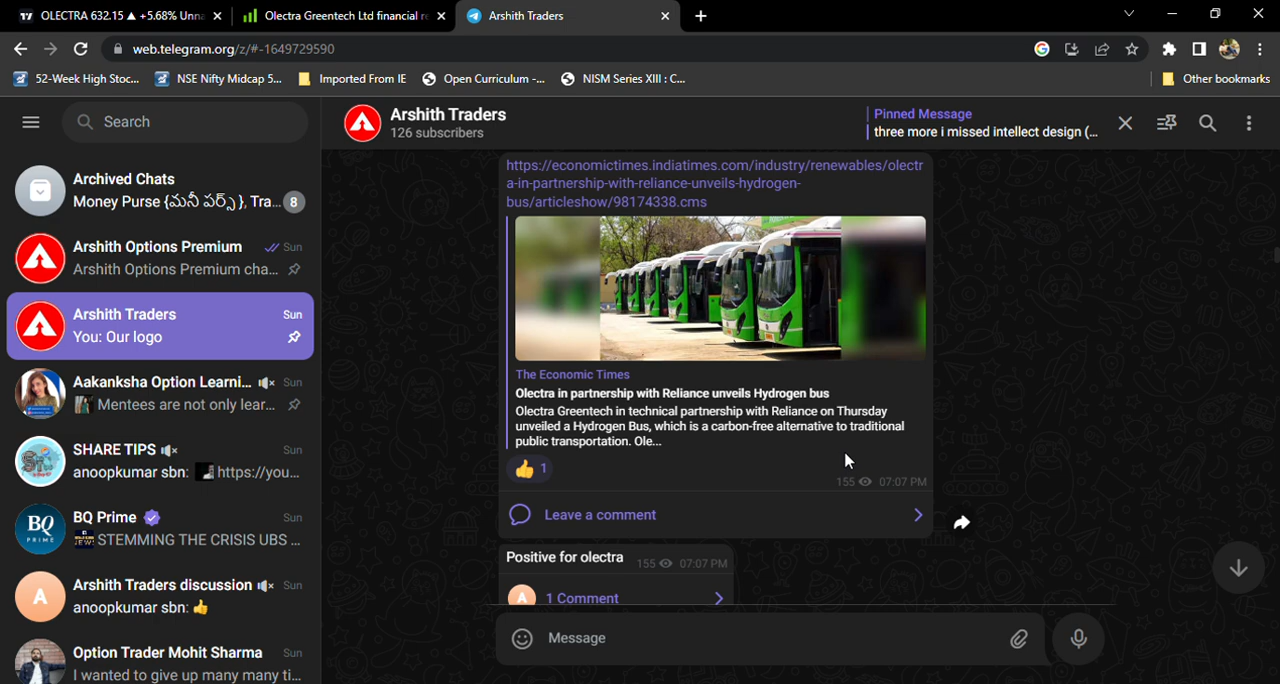 OLECTRA 632.15 ▲ +5.68% Unna
Olectra Greentech Ltd financial re
Arshith Traders
web.telegram.org/z/#-1649729590
52-Week High Stoc...
NSE Nifty Midcap 5...
Imported From IE
Open Curriculum -...
NISM Series XIII : C...
Other bookmarks
Search
Arshith Traders
126 subscribers
Pinned Message
three more i missed intellect design (...
Archived Chats
Money Purse {మనీ పర్స్}, Tra... 8
Arshith Options Premium Sun
Arshith Options Premium cha...
Arshith Traders Sun
You: Our logo
Aakanksha Option Learni... Sun
Mentees are not only lear...
SHARE TIPS Sun
anoopkumar sbn: https://you...
BQ PRIME
BQ Prime Sun
STEMMING THE CRISIS UBS ...
A
Arshith Traders discussion Sun
anoopkumar sbn: 👍
Option Trader Mohit Sharma Sun
I wanted to give up many many ti...
https://economictimes.indiatimes.com/industry/renewables/olectr
a-in-partnership-with-reliance-unveils-hydrogen-
bus/articleshow/98174338.cms
The Economic Times
Olectra in partnership with Reliance unveils Hydrogen bus
Olectra Greentech in technical partnership with Reliance on Thursday
unveiled a Hydrogen Bus, which is a carbon-free alternative to traditional
public transportation. Ole...
👍 1
155 07:07 PM
Leave a comment
Positive for olectra 155 07:07 PM
A 1 Comment
Message